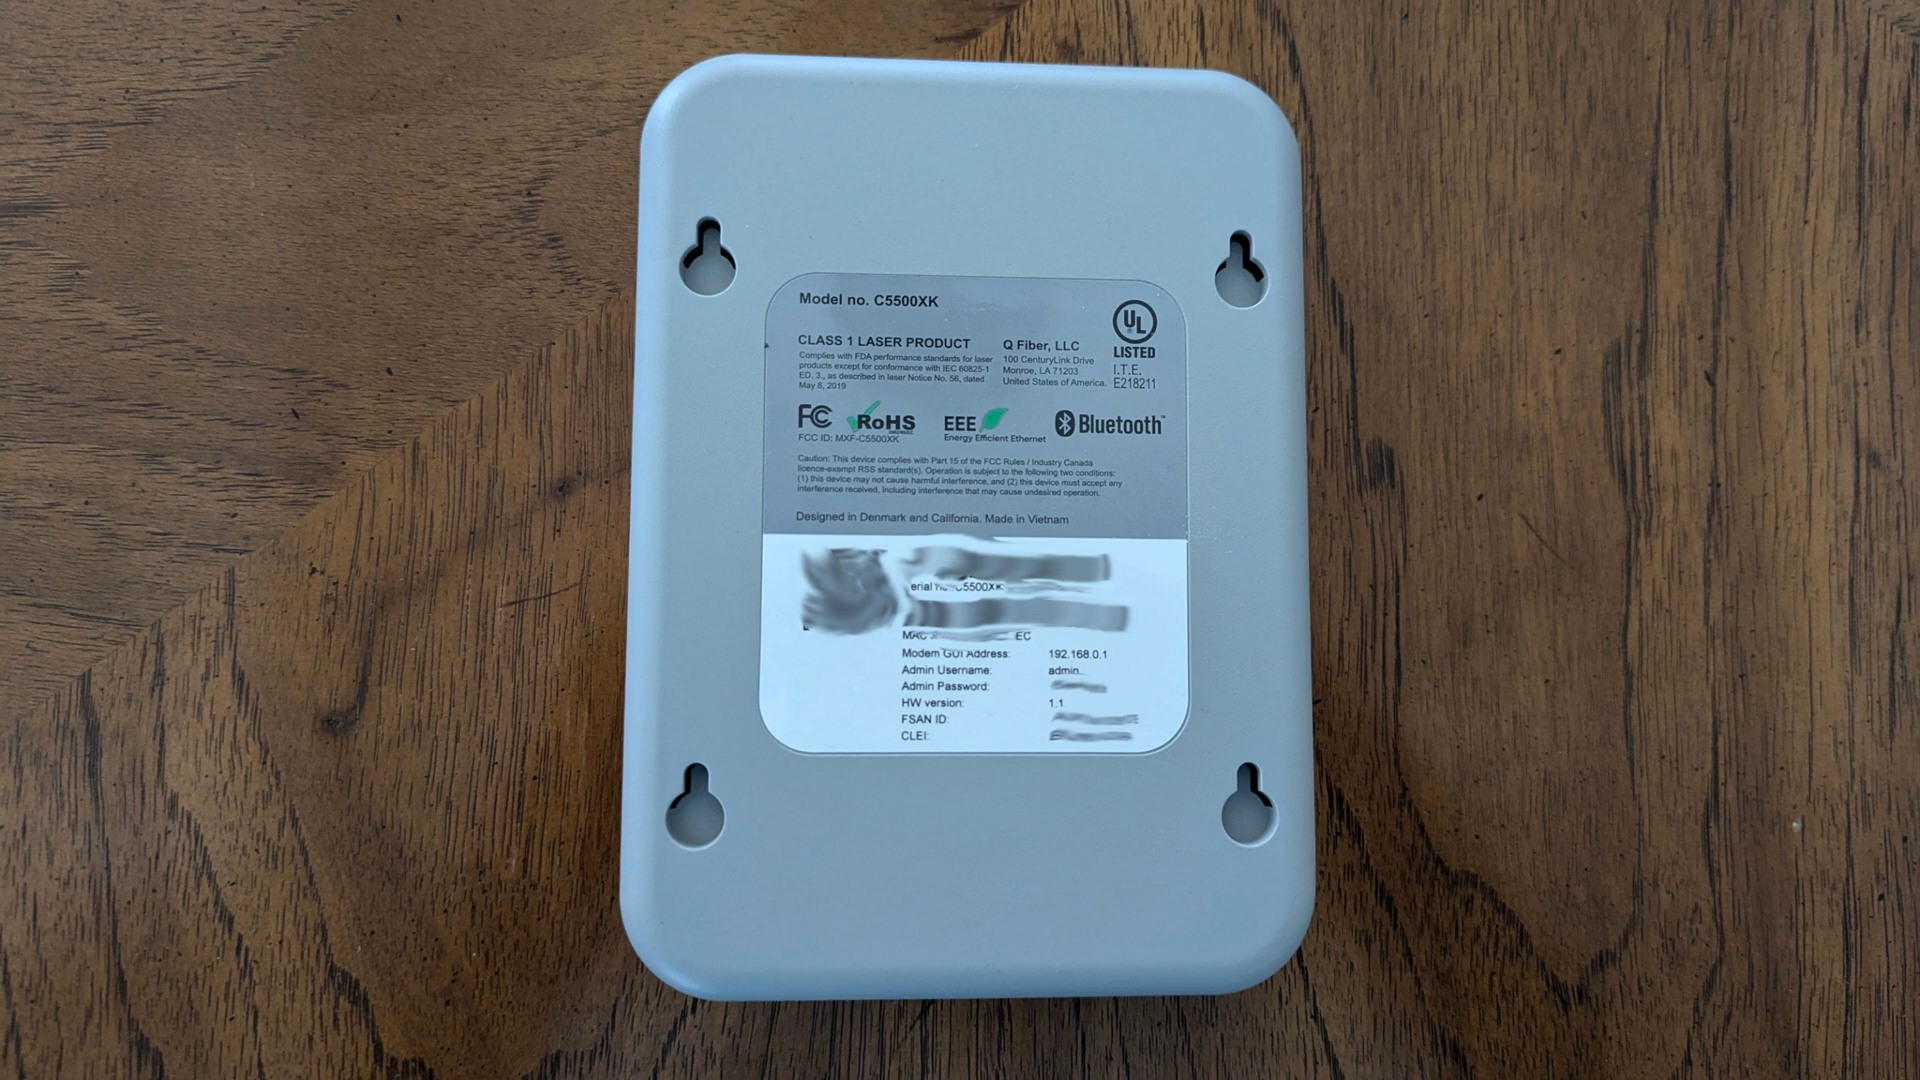 Model no. C5500XK
UL
LISTED
I.T.E.
E218211
CLASS 1 LASER PRODUCT
Complies with FDA performance standards for laser
products except for conformance with IEC 60825-1
ED. 3., as described in laser Notice No. 56, dated
May 8, 2019
Q Fiber, LLC
100 CenturyLink Drive
Monroe, LA 71203
United States of America.
FC
FCC ID: MXF-C5500XK
RoHS
EEE
Energy Efficient Ethernet
Bluetooth™
Caution: This device complies with Part 15 of the FCC Rules / Industry Canada
licence-exempt RSS standard(s). Operation is subject to the following two conditions:
(1) this device may not cause harmful interference, and (2) this device must accept any
interference received, including interference that may cause undesired operation.
Designed in Denmark and California. Made in Vietnam
erial C5500XK
MAC EC
Modem GUI Address: 192.168.0.1
Admin Username: admin
Admin Password:
HW version: 1.1
FSAN ID:
CLEI: